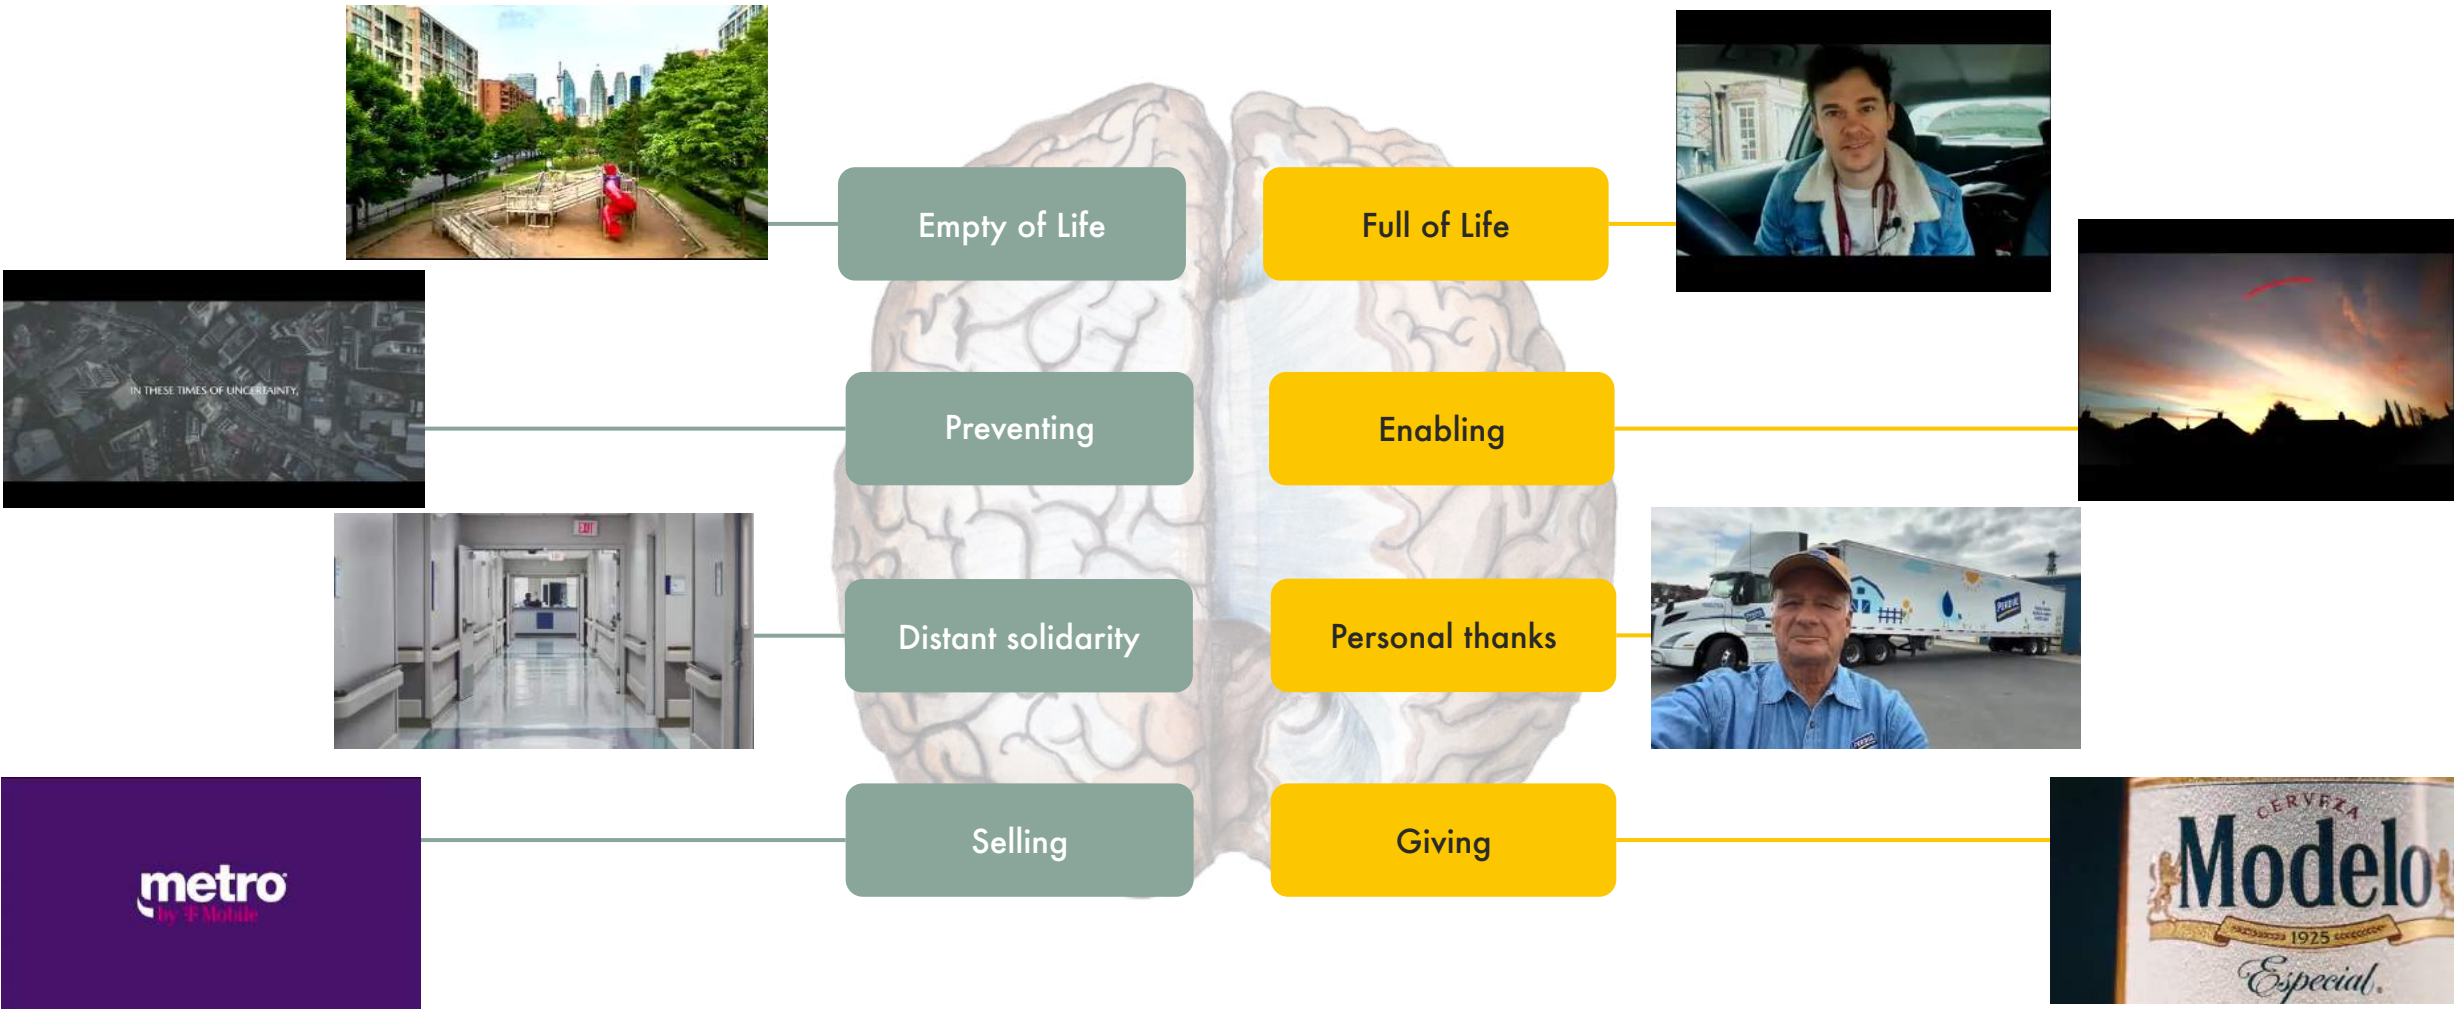 Empty of Life
Full of Life
IN THESE TIMES OF UNCERTAINTY,
Preventing
Enabling
EXIT
Distant solidarity
Personal thanks
PERDUE
Selling
Giving
metro
by T Mobile
CERVEZA
Modelo
1925
Especial